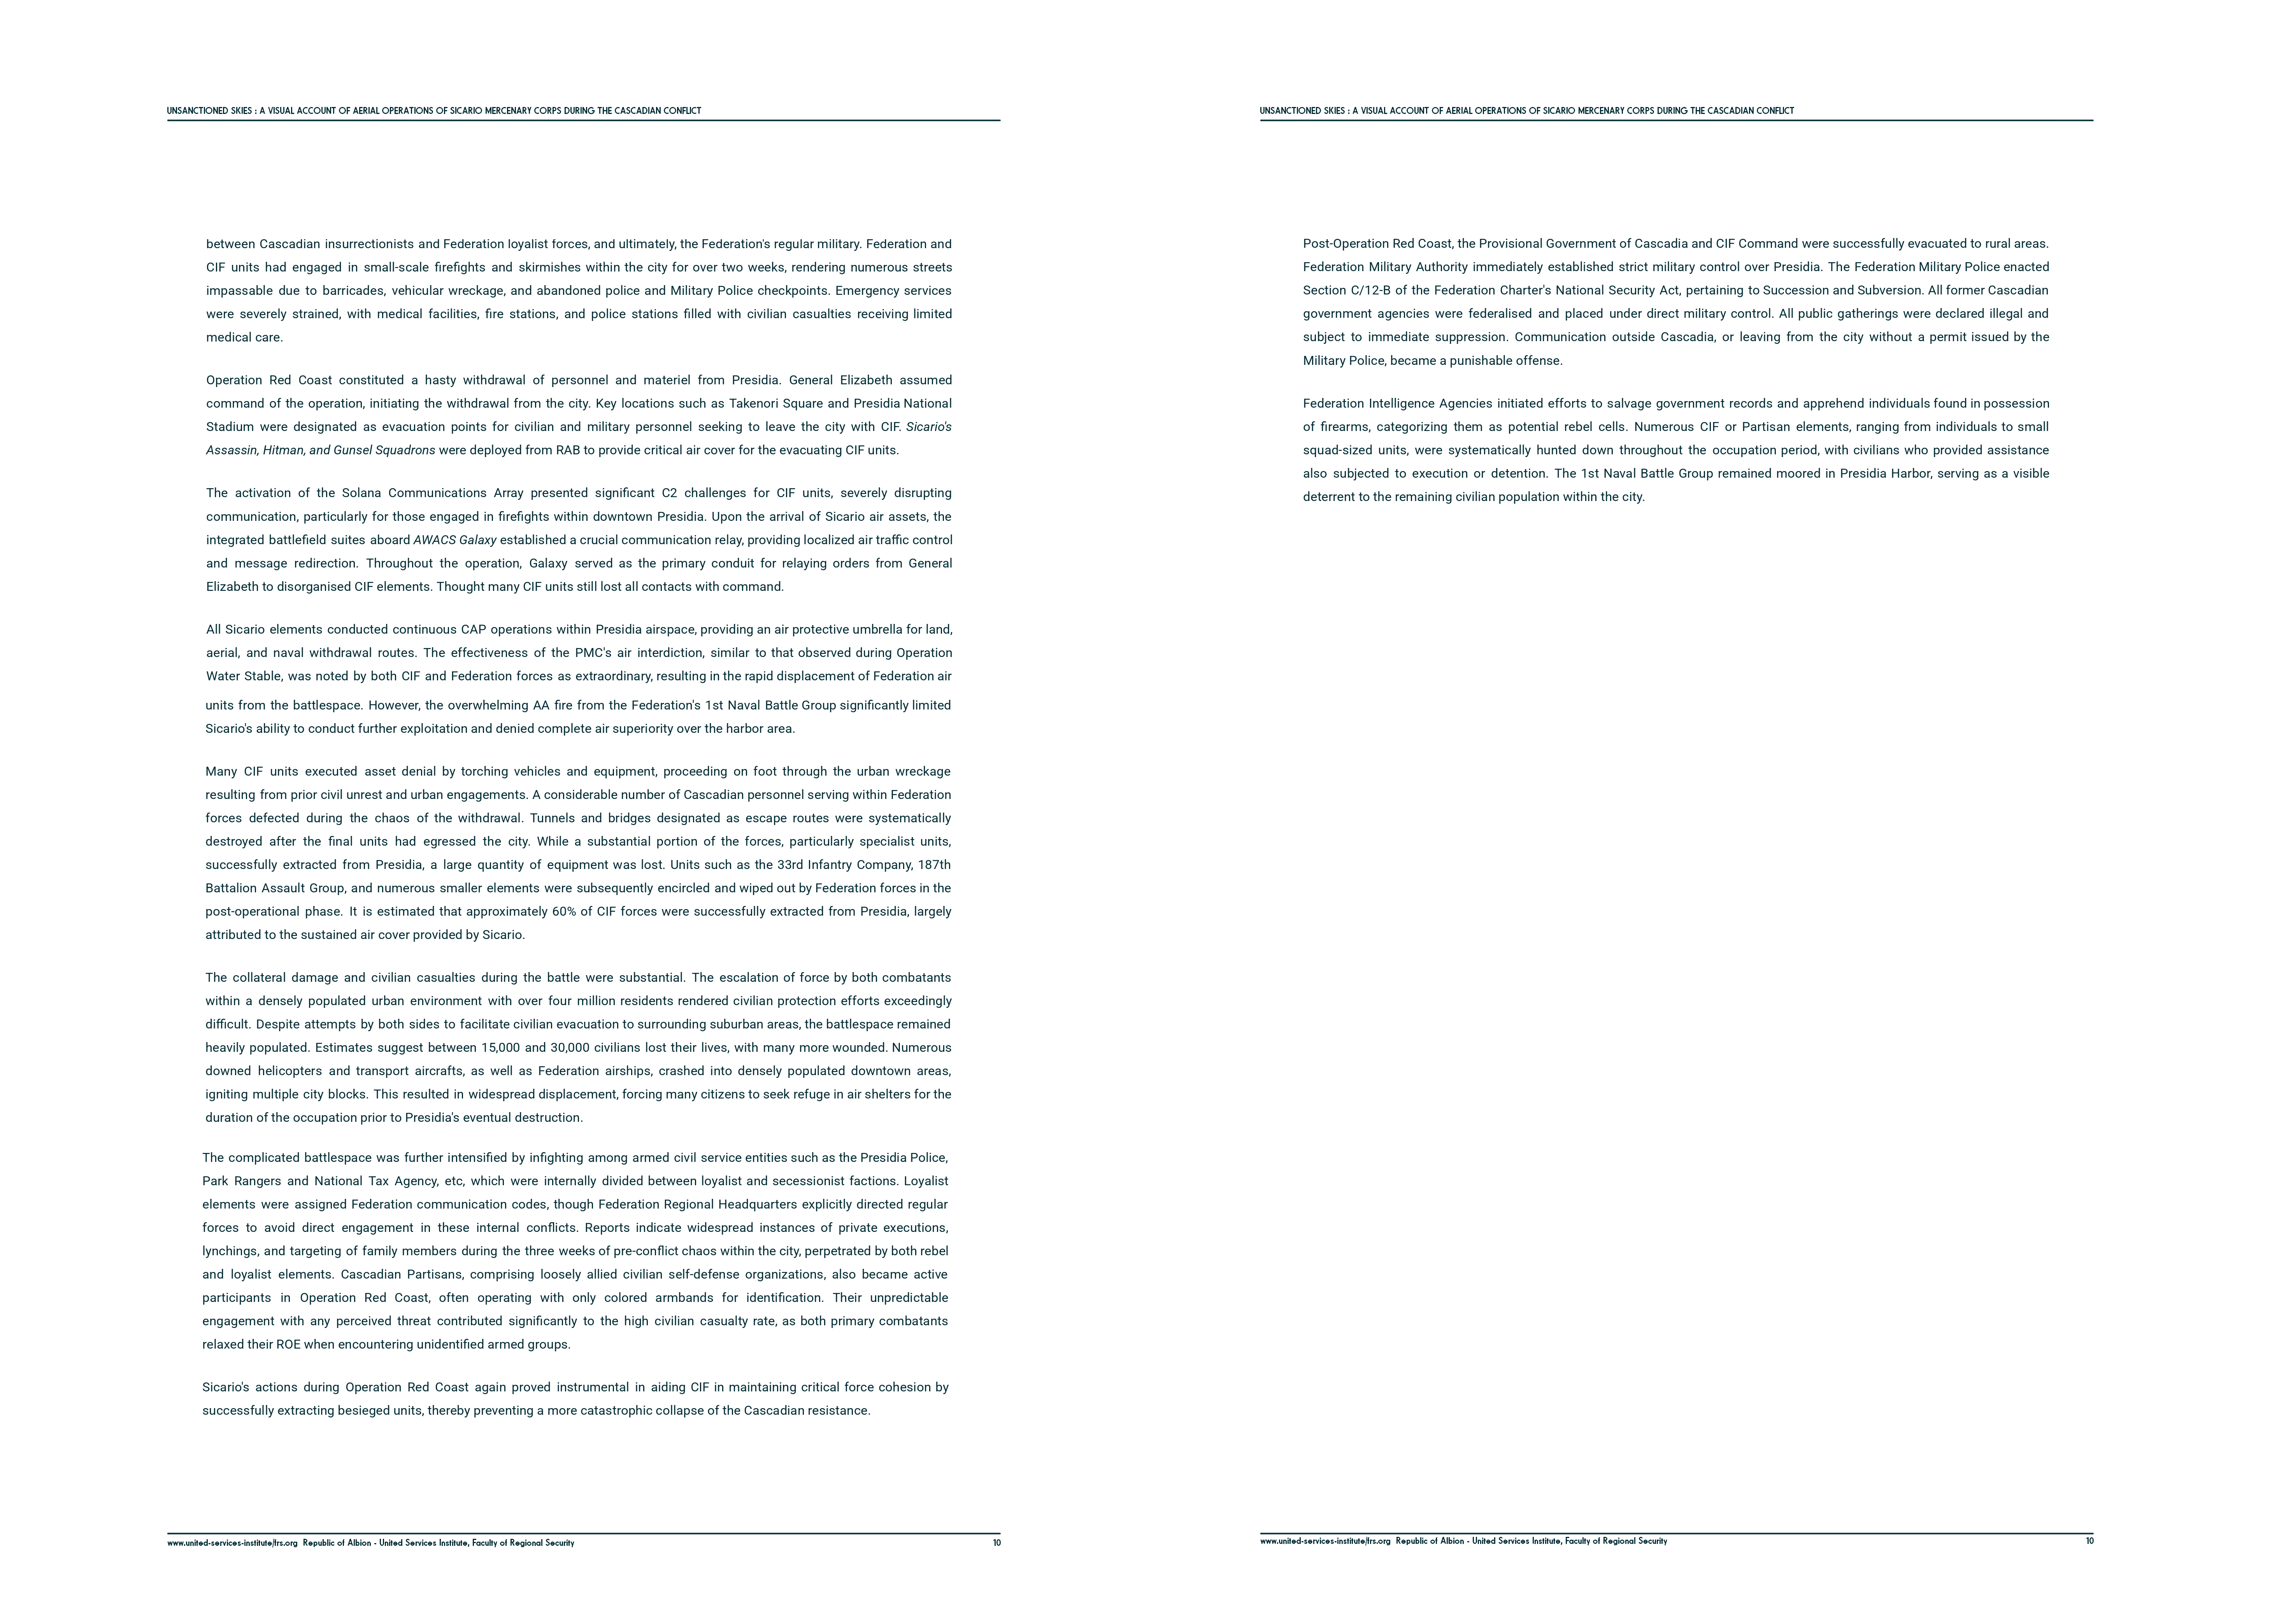 UNSANCTIONED SKIES : A VISUAL ACCOUNT OF AERIAL OPERATIONS OF SICARIO MERCENARY CORPS DURING THE CASCADIAN CONFLICT
between Cascadian insurrectionists and Federation loyalist forces, and ultimately, the Federation's regular military. Federation and
CIF units had engaged in small-scale firefights and skirmishes within the city for over two weeks, rendering numerous streets
impassable due to barricades, vehicular wreckage, and abandoned police and Military Police checkpoints. Emergency services
were severely strained, with medical facilities, fire stations, and police stations filled with civilian casualties receiving limited
medical care.
Operation Red Coast constituted a hasty withdrawal of personnel and materiel from Presidia. General Elizabeth assumed
command of the operation, initiating the withdrawal from the city. Key locations such as Takenori Square and Presidia National
Stadium were designated as evacuation points for civilian and military personnel seeking to leave the city with CIF. Sicario's
Assassin, Hitman, and Gunsel Squadrons were deployed from RAB to provide critical air cover for the evacuating CIF units.
The activation of the Solana Communications Array presented significant C2 challenges for CIF units, severely disrupting
communication, particularly for those engaged in firefights within downtown Presidia. Upon the arrival of Sicario air assets, the
integrated battlefield suites aboard AWACS Galaxy established a crucial communication relay, providing localized air traffic control
and message redirection. Throughout the operation, Galaxy served as the primary conduit for relaying orders from General
Elizabeth to disorganised CIF elements. Thought many CIF units still lost all contacts with command.
All Sicario elements conducted continuous CAP operations within Presidia airspace, providing an air protective umbrella for land,
aerial, and naval withdrawal routes. The effectiveness of the PMC's air interdiction, similar to that observed during Operation
Water Stable, was noted by both CIF and Federation forces as extraordinary, resulting in the rapid displacement of Federation air
units from the battlespace. However, the overwhelming AA fire from the Federation's 1st Naval Battle Group significantly limited
Sicario's ability to conduct further exploitation and denied complete air superiority over the harbor area.
Many CIF units executed asset denial by torching vehicles and equipment, proceeding on foot through the urban wreckage
resulting from prior civil unrest and urban engagements. A considerable number of Cascadian personnel serving within Federation
forces defected during the chaos of the withdrawal. Tunnels and bridges designated as escape routes were systematically
destroyed after the final units had egressed the city. While a substantial portion of the forces, particularly specialist units,
successfully extracted from Presidia, a large quantity of equipment was lost. Units such as the 33rd Infantry Company, 187th
Battalion Assault Group, and numerous smaller elements were subsequently encircled and wiped out by Federation forces in the
post-operational phase. It is estimated that approximately 60% of CIF forces were successfully extracted from Presidia, largely
attributed to the sustained air cover provided by Sicario.
The collateral damage and civilian casualties during the battle were substantial. The escalation of force by both combatants
within a densely populated urban environment with over four million residents rendered civilian protection efforts exceedingly
difficult. Despite attempts by both sides to facilitate civilian evacuation to surrounding suburban areas, the battlespace remained
heavily populated. Estimates suggest between 15,000 and 30,000 civilians lost their lives, with many more wounded. Numerous
downed helicopters and transport aircrafts, as well as Federation airships, crashed into densely populated downtown areas,
igniting multiple city blocks. This resulted in widespread displacement, forcing many citizens to seek refuge in air shelters for the
duration of the occupation prior to Presidia's eventual destruction.
The complicated battlespace was further intensified by infighting among armed civil service entities such as the Presidia Police,
Park Rangers and National Tax Agency, etc, which were internally divided between loyalist and secessionist factions. Loyalist
elements were assigned Federation communication codes, though Federation Regional Headquarters explicitly directed regular
forces to avoid direct engagement in these internal conflicts. Reports indicate widespread instances of private executions,
lynchings, and targeting of family members during the three weeks of pre-conflict chaos within the city, perpetrated by both rebel
and loyalist elements. Cascadian Partisans, comprising loosely allied civilian self-defense organizations, also became active
participants in Operation Red Coast, often operating with only colored armbands for identification. Their unpredictable
engagement with any perceived threat contributed significantly to the high civilian casualty rate, as both primary combatants
relaxed their ROE when encountering unidentified armed groups.
Sicario's actions during Operation Red Coast again proved instrumental in aiding CIF in maintaining critical force cohesion by
successfully extracting besieged units, thereby preventing a more catastrophic collapse of the Cascadian resistance.
www.united-services-institute/frs.org Republic of Albion - United Services Institute, Faculty of Regional Security 10
UNSANCTIONED SKIES : A VISUAL ACCOUNT OF AERIAL OPERATIONS OF SICARIO MERCENARY CORPS DURING THE CASCADIAN CONFLICT
Post-Operation Red Coast, the Provisional Government of Cascadia and CIF Command were successfully evacuated to rural areas.
Federation Military Authority immediately established strict military control over Presidia. The Federation Military Police enacted
Section C/12-B of the Federation Charter's National Security Act, pertaining to Succession and Subversion. All former Cascadian
government agencies were federalised and placed under direct military control. All public gatherings were declared illegal and
subject to immediate suppression. Communication outside Cascadia, or leaving from the city without a permit issued by the
Military Police, became a punishable offense.
Federation Intelligence Agencies initiated efforts to salvage government records and apprehend individuals found in possession
of firearms, categorizing them as potential rebel cells. Numerous CIF or Partisan elements, ranging from individuals to small
squad-sized units, were systematically hunted down throughout the occupation period, with civilians who provided assistance
also subjected to execution or detention. The 1st Naval Battle Group remained moored in Presidia Harbor, serving as a visible
deterrent to the remaining civilian population within the city.
www.united-services-institute/frs.org Republic of Albion - United Services Institute, Faculty of Regional Security 10